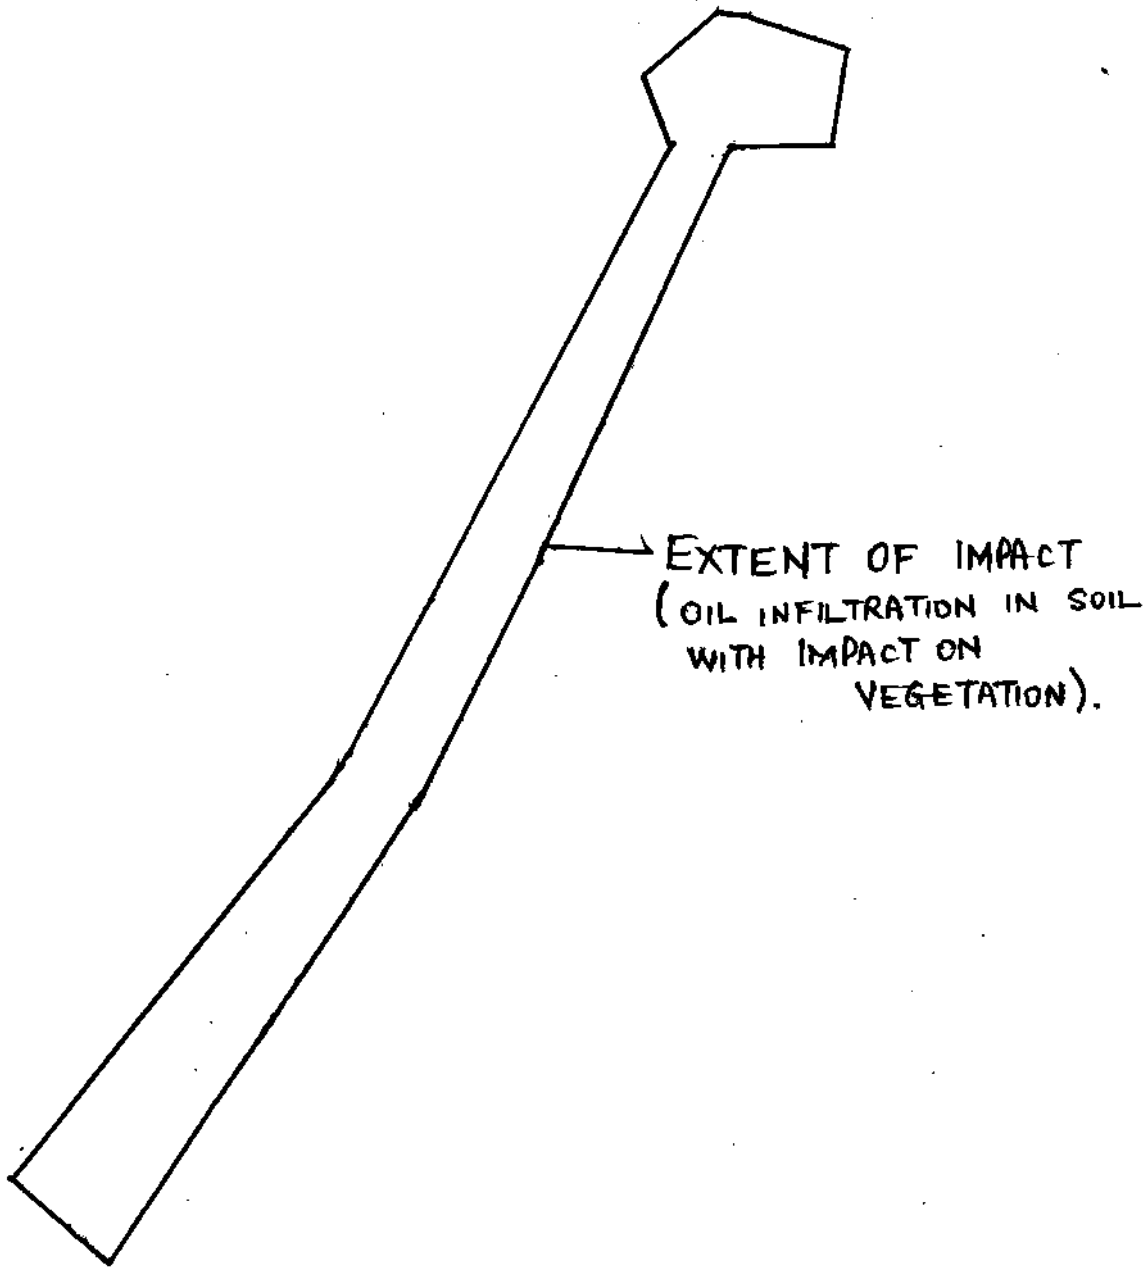 EXTENT OF IMPACT
(OIL INFILTRATION IN SOIL
WITH IMPACT ON
VEGETATION).